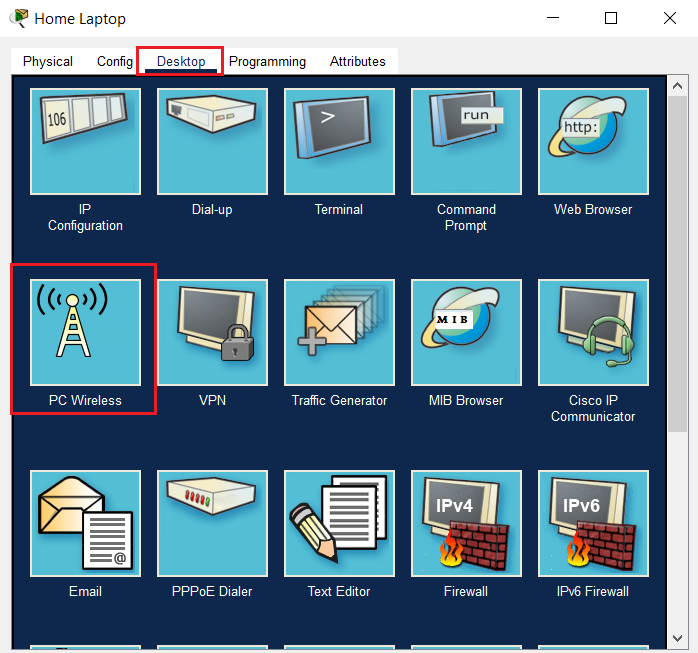 Home Laptop
Physical Config Desktop Programming Attributes
106
>
run
http:
IP
Configuration
Dial-up
Terminal
Command
Prompt
Web Browser
MIB
PC Wireless
VPN
Traffic Generator
MIB Browser
Cisco IP
Communicator
@
IPv4
IPv6
Email
PPPoE Dialer
Text Editor
Firewall
IPv6 Firewall